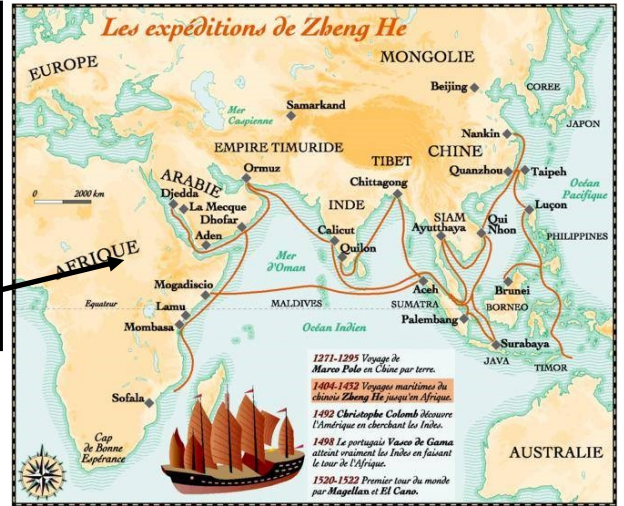 Les expéditions de Zheng He
EUROPE
MONGOLIE
Beijing
COREE
JAPON
Mer
Caspienne
Samarkand
Nankin
EMPIRE TIMURIDE
TIBET
CHINE
Ormuz
Chittagong
Quanzhou
Taipeh
ARABIE
Océan
Pacifique
0 2000 km
Djedda
La Mecque
INDE
Luçon
Dhofar
SIAM
Qui
Nhon
Calicut
Ayutthaya
Aden
Quilon
PHILIPPINES
AFRIQUE
Mer
d'Oman
Mogadiscio
Aceh
Brunei
Equateur
MALDIVES
SUMATRA
BORNEO
Lamu
Mombasa
Océan Indien
Palembang
Surabaya
JAVA
TIMOR
1271-1295 Voyage de
Marco Polo en Chine par terre.
1404-1432 Voyages maritimes du
chinois Zheng He jusqu'en Afrique.
1492 Christophe Colomb découvre
l'Amérique en cherchant les Indes.
1498 Le portugais Vasco de Gama
atteint vraiment les Indes en faisant
le tour de l'Afrique.
1520-1522 Premier tour du monde
par Magellan et El Cano.
Sofala
Cap
de Bonne
Espérance
AUSTRALIE